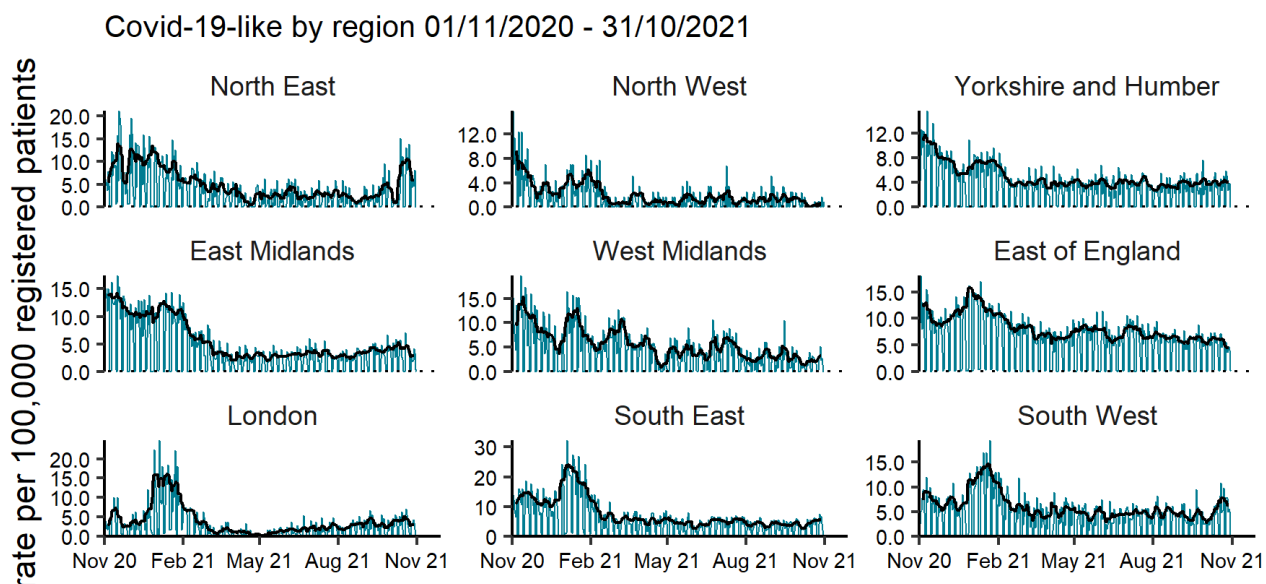 Covid-19-like by region 01/11/2020 - 31/10/2021
rate per 100,000 registered patients
North East
20.0
15.0
10.0
5.0
0.0
North West
12.0
8.0
4.0
0.0
Yorkshire and Humber
12.0
8.0
4.0
0.0
East Midlands
15.0
10.0
5.0
0.0
West Midlands
15.0
10.0
5.0
0.0
East of England
15.0
10.0
5.0
0.0
London
20.0
15.0
10.0
5.0
0.0
Nov 20 Feb 21 May 21 Aug 21 Nov 21
South East
30
20
10
0
Nov 20 Feb 21 May 21 Aug 21 Nov 21
South West
15.0
10.0
5.0
0.0
Nov 20 Feb 21 May 21 Aug 21 Nov 21